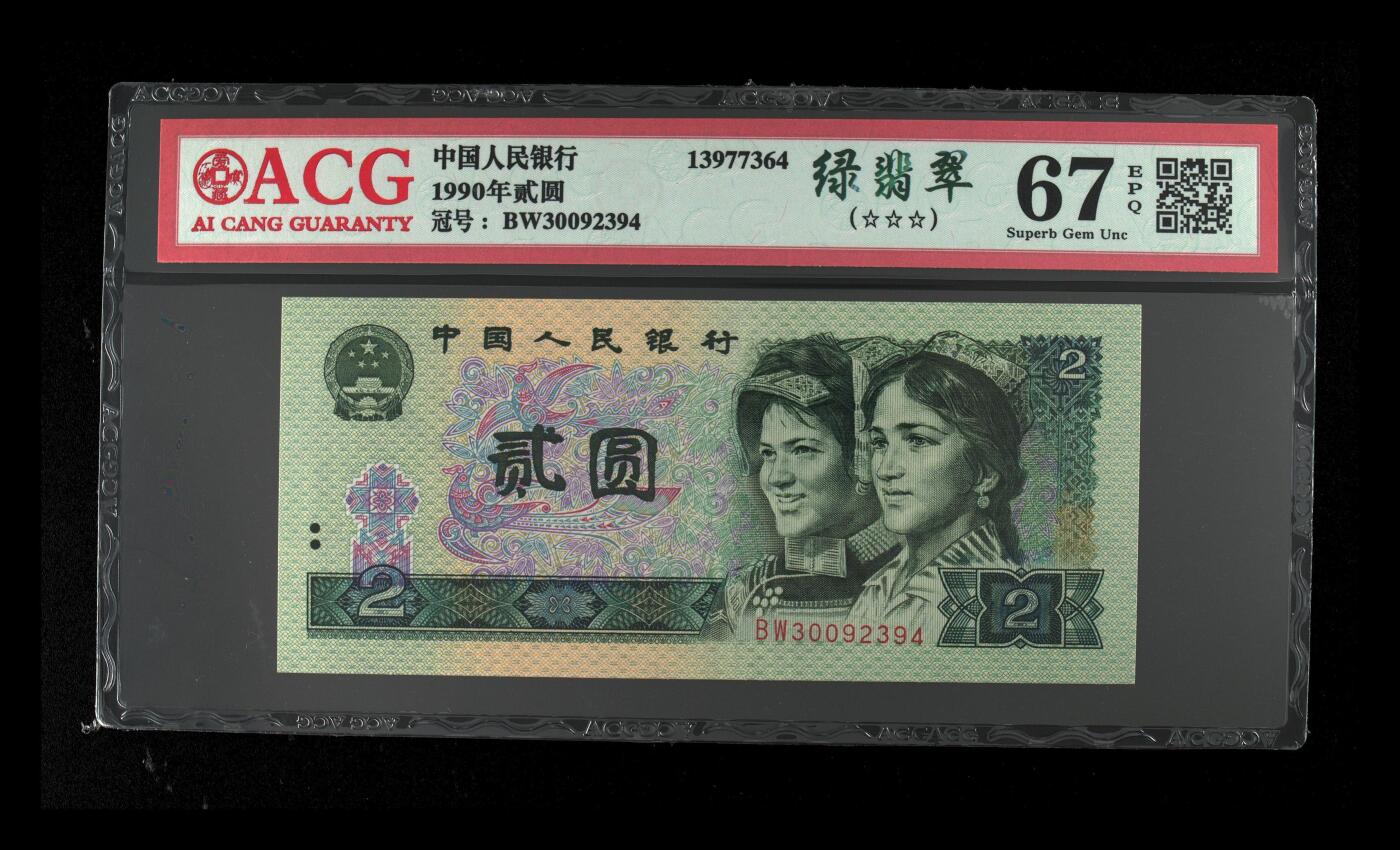 ACG
AI CANG GUARANTY
中国人民银行
1990年贰圆
冠号: BW30092394
13977364
绿翡翠
(☆☆☆)
67
EPQ
Superb Gem Unc
中国人民银行
2
贰圆
2
BW30092394
2